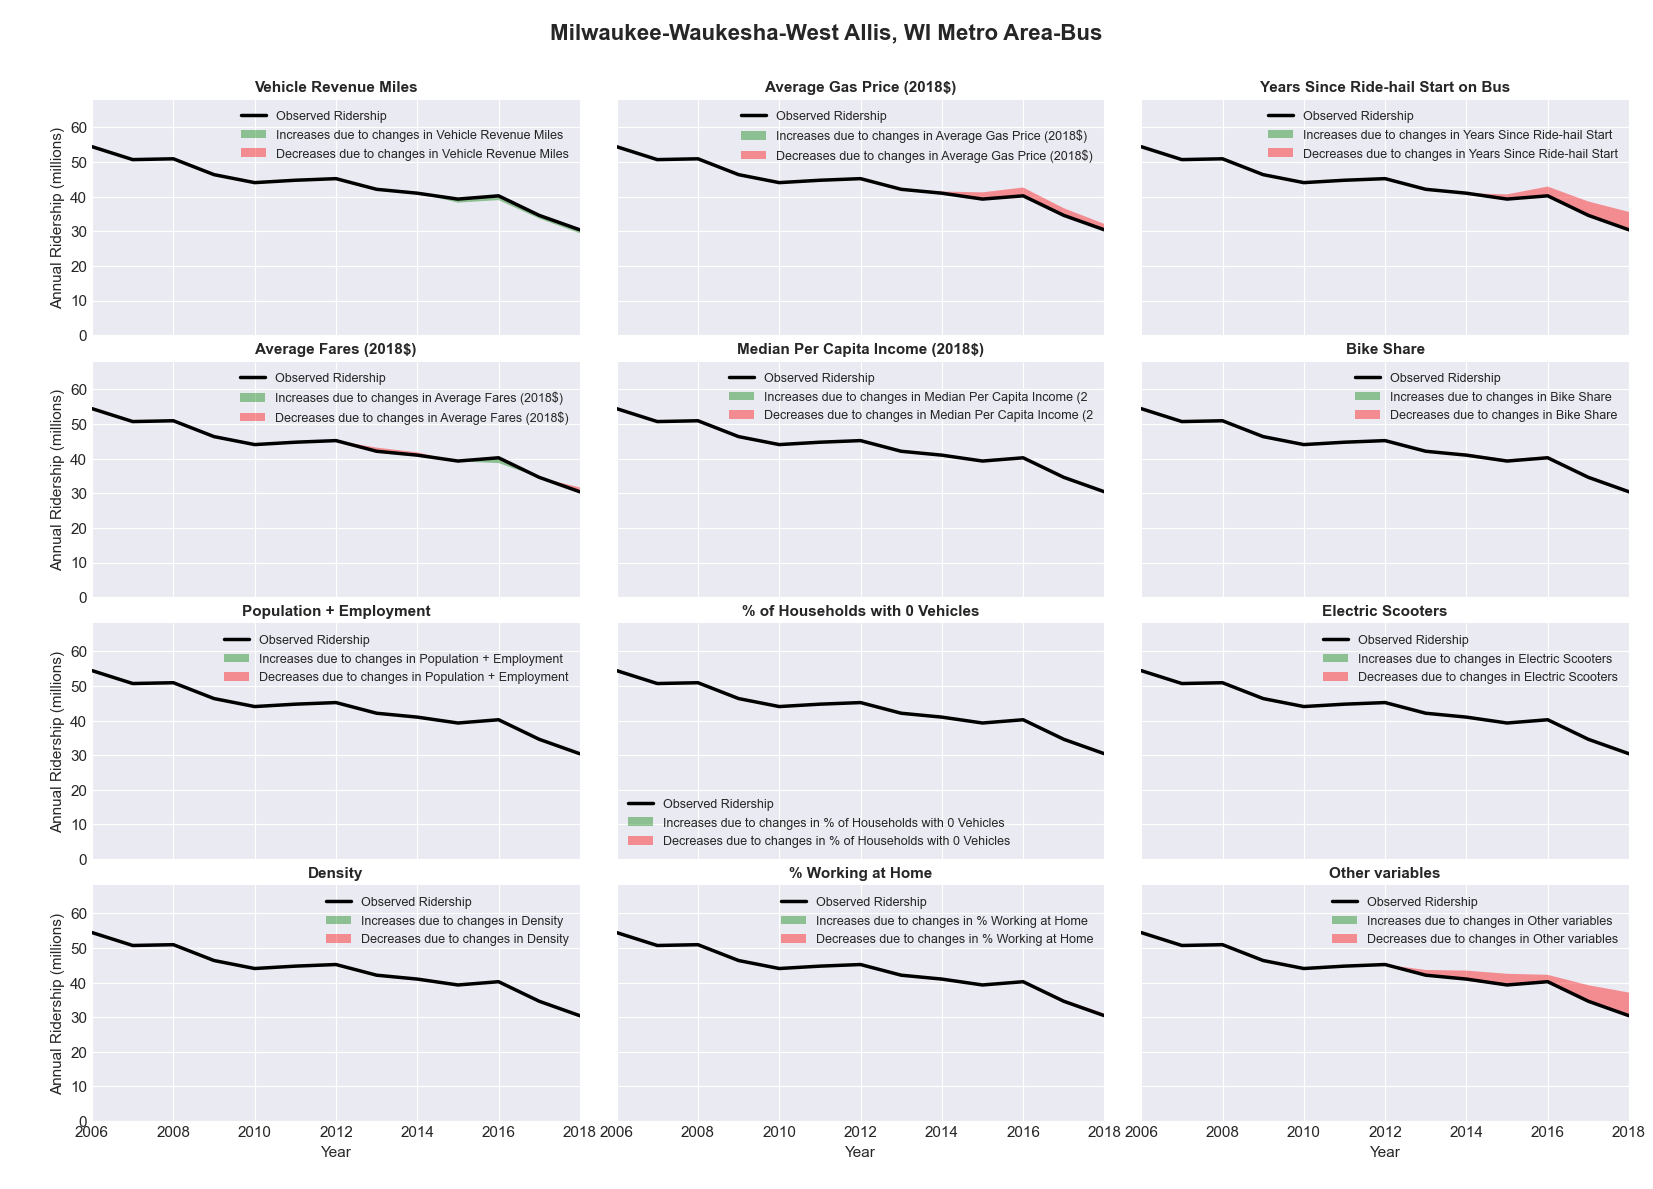 Milwaukee-Waukesha-West Allis, WI Metro Area-Bus
Vehicle Revenue Miles
Observed Ridership
Increases due to changes in Vehicle Revenue Miles
Decreases due to changes in Vehicle Revenue Miles
Annual Ridership (millions)
60
50
40
30
20
10
0
Average Gas Price (2018$)
Observed Ridership
Increases due to changes in Average Gas Price (2018$)
Decreases due to changes in Average Gas Price (2018$)
Years Since Ride-hail Start on Bus
Observed Ridership
Increases due to changes in Years Since Ride-hail Start
Decreases due to changes in Years Since Ride-hail Start
Average Fares (2018$)
Observed Ridership
Increases due to changes in Average Fares (2018$)
Decreases due to changes in Average Fares (2018$)
Annual Ridership (millions)
60
50
40
30
20
10
0
Median Per Capita Income (2018$)
Observed Ridership
Increases due to changes in Median Per Capita Income (2
Decreases due to changes in Median Per Capita Income (2
Bike Share
Observed Ridership
Increases due to changes in Bike Share
Decreases due to changes in Bike Share
Population + Employment
Observed Ridership
Increases due to changes in Population + Employment
Decreases due to changes in Population + Employment
Annual Ridership (millions)
60
50
40
30
20
10
0
% of Households with 0 Vehicles
Observed Ridership
Increases due to changes in % of Households with 0 Vehicles
Decreases due to changes in % of Households with 0 Vehicles
Electric Scooters
Observed Ridership
Increases due to changes in Electric Scooters
Decreases due to changes in Electric Scooters
Density
Observed Ridership
Increases due to changes in Density
Decreases due to changes in Density
Annual Ridership (millions)
60
50
40
30
20
10
0
2006 2008 2010 2012 2014 2016 2018
Year
% Working at Home
Observed Ridership
Increases due to changes in % Working at Home
Decreases due to changes in % Working at Home
2006 2008 2010 2012 2014 2016 2018
Year
Other variables
Observed Ridership
Increases due to changes in Other variables
Decreases due to changes in Other variables
2006 2008 2010 2012 2014 2016 2018
Year